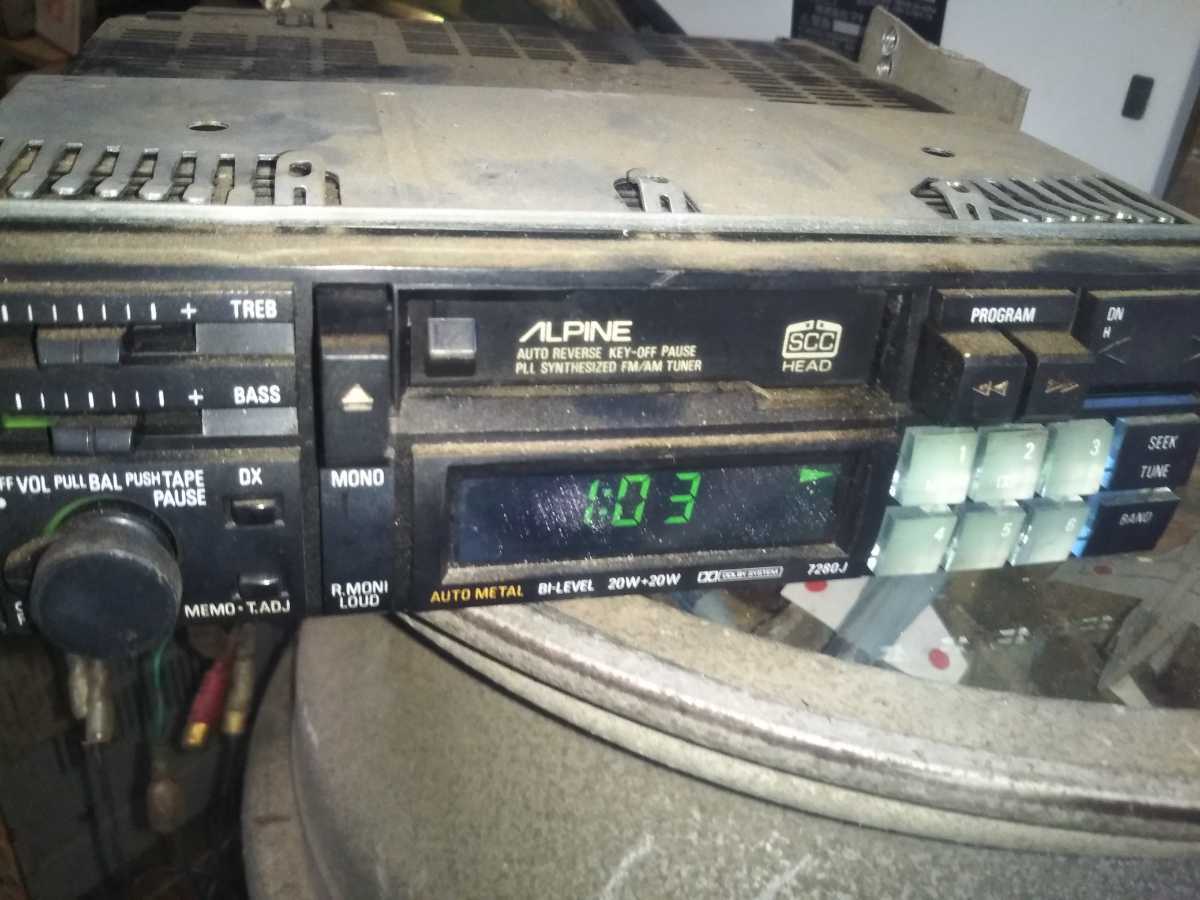 + TREB
+ BASS
VOL PULL BAL PUSH TAPE
PAUSE
DX
MEMO • T.ADJ
MONO
R.MONI
LOUD
ALPINE
AUTO REVERSE KEY-OFF PAUSE
PLL SYNTHESIZED FM/AM TUNER
SCC
HEAD
1:03
AUTO METAL BI-LEVEL 20W+20W DOLBY SYSTEM 7280J
PROGRAM
DN
1 2 3
4 5 6
SEEK
TUNE
BAND